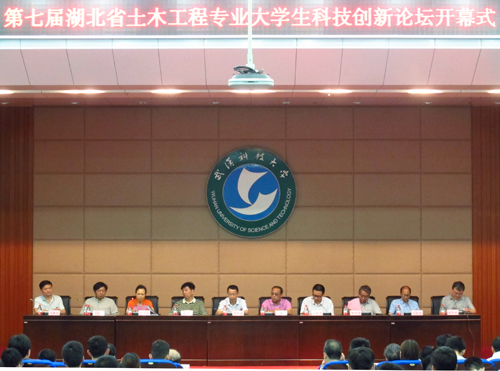 第七届湖北省土木工程专业大学生科技创新论坛开幕式
武汉科技大学
WUHAN UNIVERSITY OF SCIENCE AND TECHNOLOGY